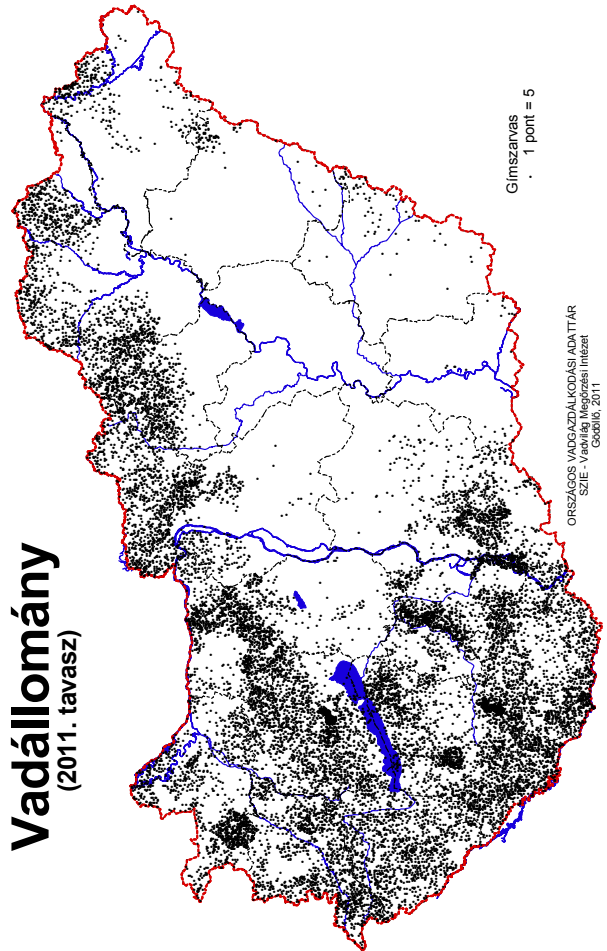 Vadállomány
(2011. tavasz)
Gímszarvas
. 1 pont = 5
ORSZÁGOS VADGAZDÁLKODÁSI ADATTÁR
SZIE - Vadvilág Megőrzési Intézet
Gödöllő, 2011